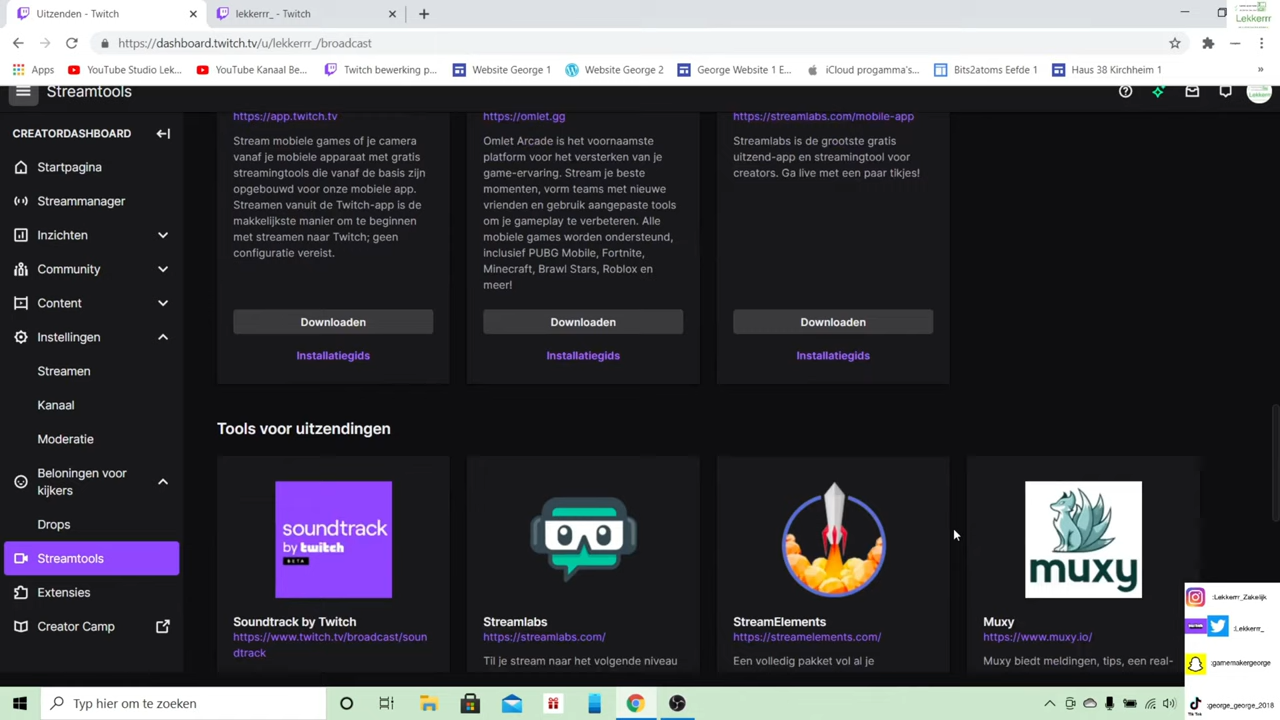 Uitzenden - Twitch
lekkerrr_ - Twitch
Lekkerrr
https://dashboard.twitch.tv/u/lekkerrr_/broadcast
Apps
YouTube Studio Lek...
YouTube Kanaal Be...
Twitch bewerking p...
Website George 1
Website George 2
George Website 1 E...
iCloud progamma's...
Bits2atoms Eefde 1
Haus 38 Kirchheim 1
Streamtools
CREATORDASHBOARD
Startpagina
Streammanager
Inzichten
Community
Content
Instellingen
Streamen
Kanaal
Moderatie
Beloningen voor
kijkers
Drops
Streamtools
Extensies
Creator Camp
https://app.twitch.tv
Stream mobiele games of je camera
vanaf je mobiele apparaat met gratis
streamingtools die vanaf de basis zijn
opgebouwd voor onze mobiele app.
Streamen vanuit de Twitch-app is de
makkelijkste manier om te beginnen
met streamen naar Twitch; geen
configuratie vereist.
Downloaden
Installatiegids
https://omlet.gg
Omlet Arcade is het voornaamste
platform voor het versterken van je
game-ervaring. Stream je beste
momenten, vorm teams met nieuwe
vrienden en gebruik aangepaste tools
om je gameplay te verbeteren. Alle
mobiele games worden ondersteund,
inclusief PUBG Mobile, Fortnite,
Minecraft, Brawl Stars, Roblox en
meer!
Downloaden
Installatiegids
https://streamlabs.com/mobile-app
Streamlabs is de grootste gratis
uitzend-app en streamingtool voor
creators. Ga live met een paar tikjes!
Downloaden
Installatiegids
Tools voor uitzendingen
soundtrack
by twitch
BETA
Soundtrack by Twitch
https://www.twitch.tv/broadcast/soun
dtrack
Streamlabs
https://streamlabs.com/
Til je stream naar het volgende niveau
StreamElements
https://streamelements.com/
Een volledig pakket vol al je
muxy
Muxy
https://www.muxy.io/
Muxy biedt meldingen, tips, een real-
:Lekkerrr_Zakelijk
:Lekkerrr_
:gamemakergeorge
:george_george_2018
Typ hier om te zoeken